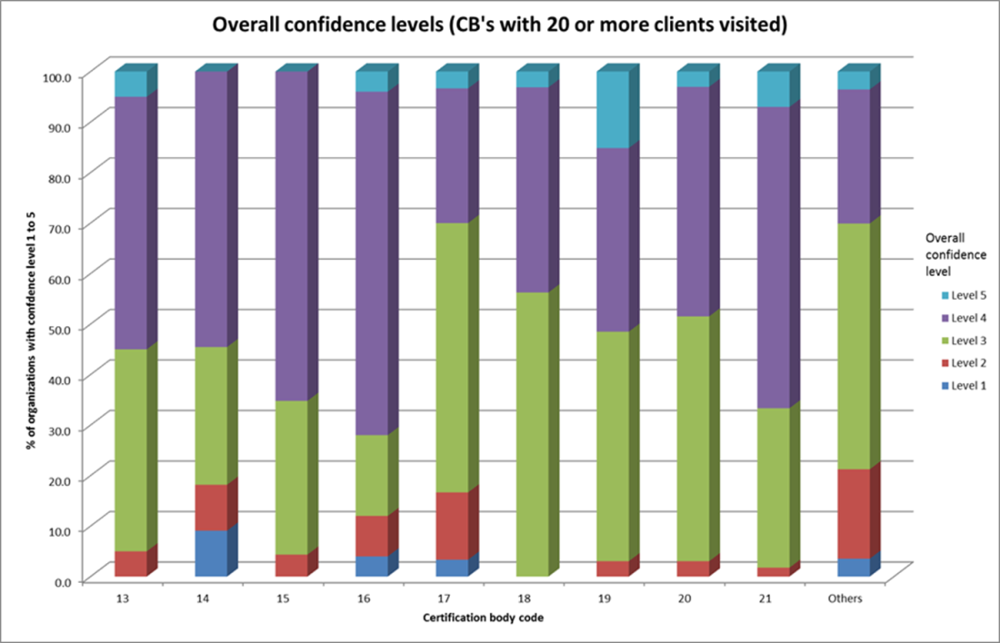 Overall confidence levels (CB's with 20 or more clients visited)
100.0
90.0
80.0
70.0
60.0
50.0
40.0
30.0
20.0
10.0
0.0
% of organizations with confdence level 1 to 5
13 14 15 16 17 18 19 20 21 Others
Certification body code
Overall
confidence
level
Level 5
Level 4
Level 3
Level 2
Level 1